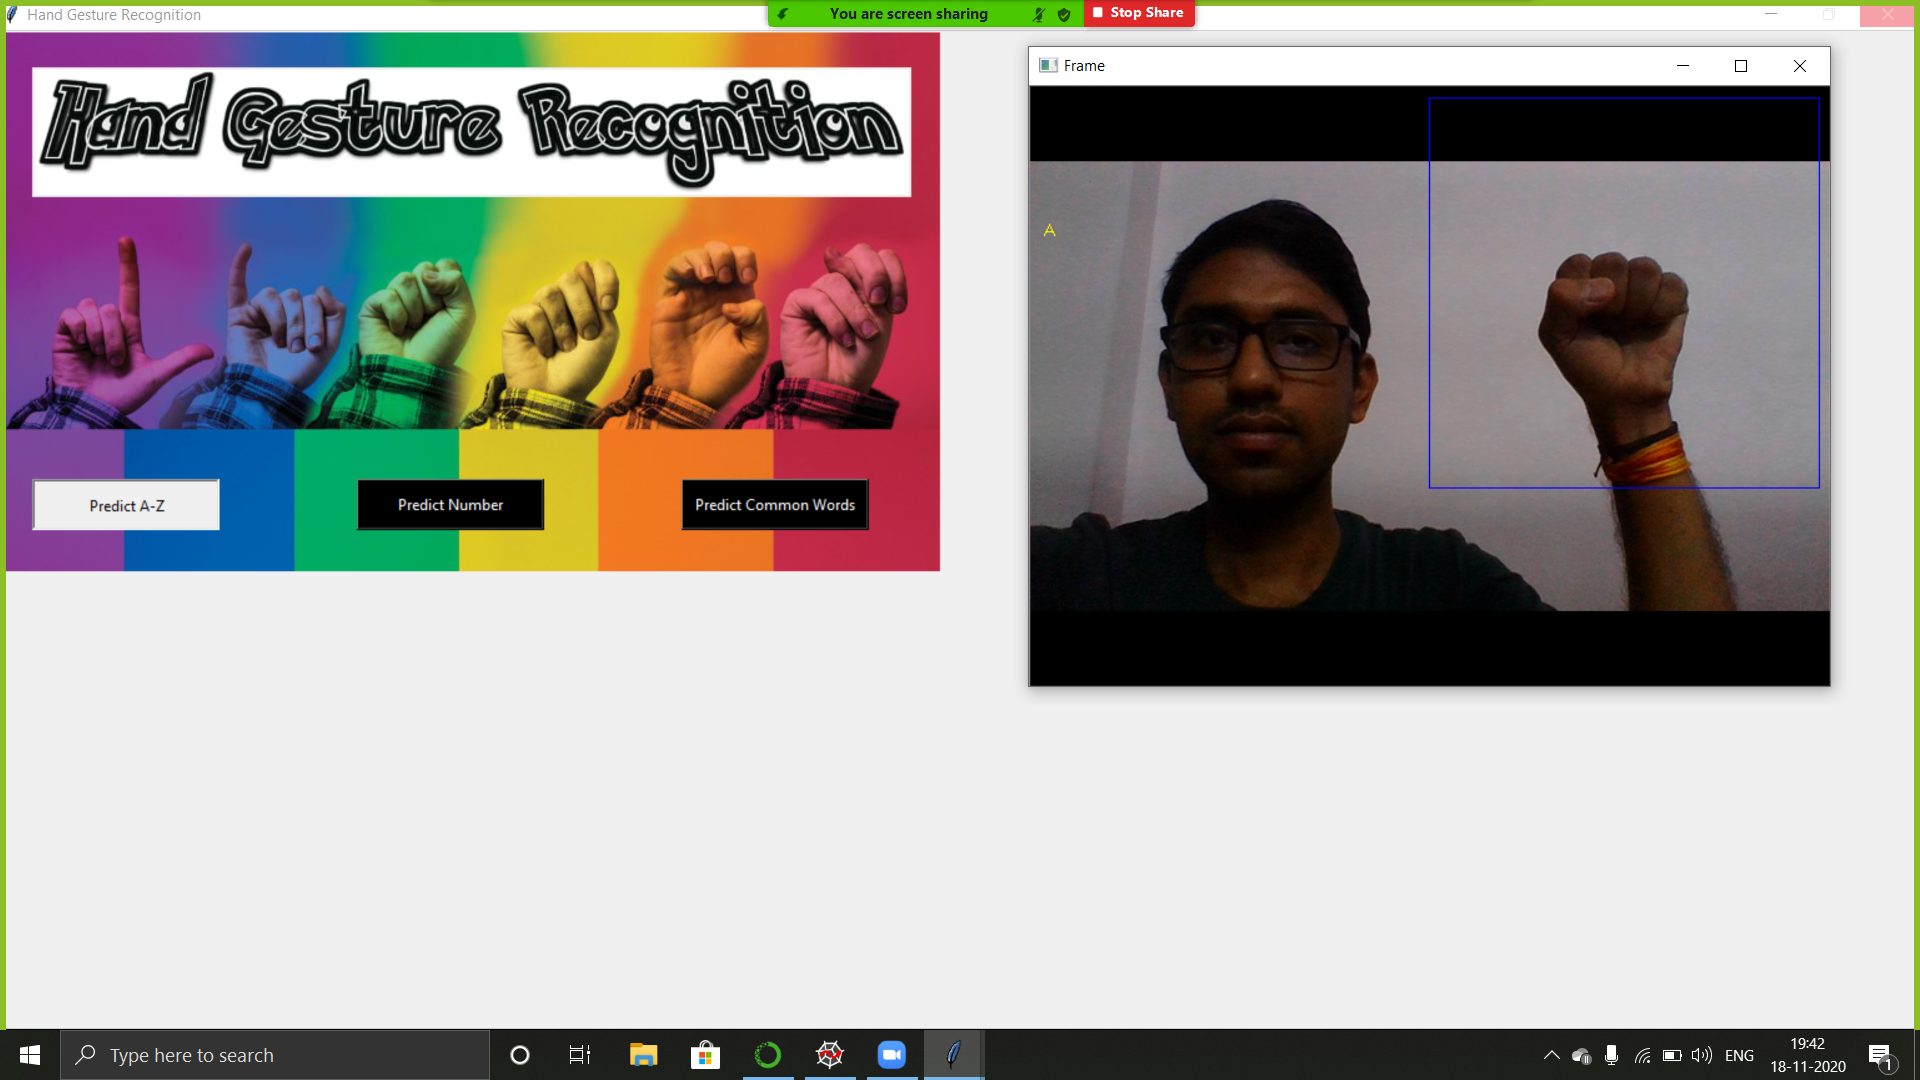 Hand Gesture Recognition
You are screen sharing
Stop Share
Hand Gesture Recognition
Predict A-Z
Predict Number
Predict Common Words
Frame
A
Type here to search
ENG
19:42
18-11-2020
1